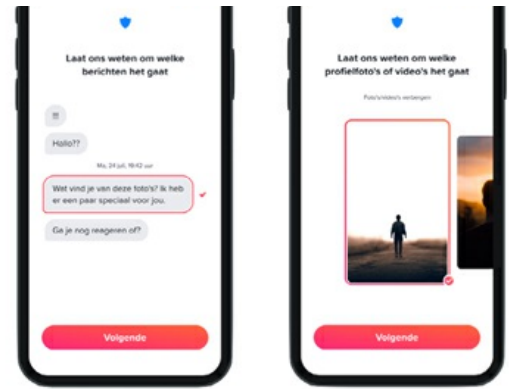 Laat ons weten om welke
berichten het gaat
Hallo??
Ma, 24 juli, 19:42 uur
Wat vind je van deze foto's? Ik heb
er een paar speciaal voor jou.
Ga je nog reageren of?
Volgende
Laat ons weten om welke
profielfoto's of video's het gaat
Foto's/video's verbergen
Volgende